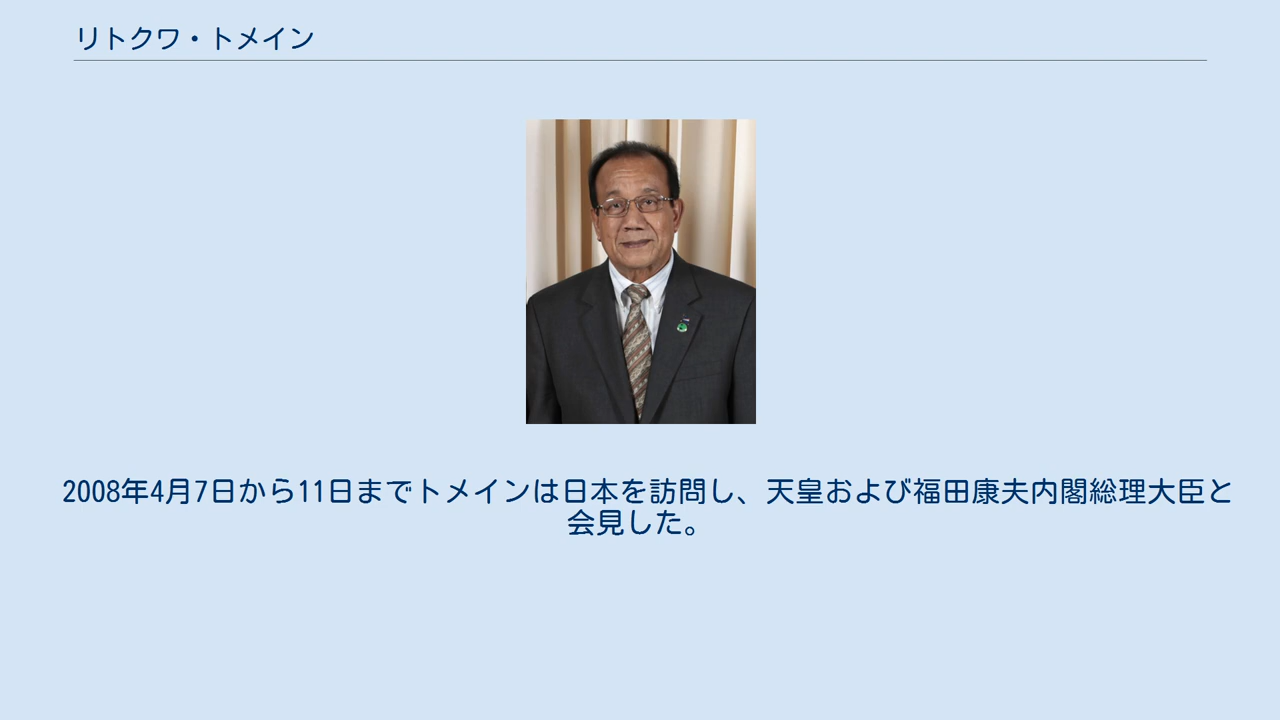 リトクワ・トメイン
2008年4月7日から11日までトメインは日本を訪問し、天皇および福田康夫内閣総理大臣と
会見した。